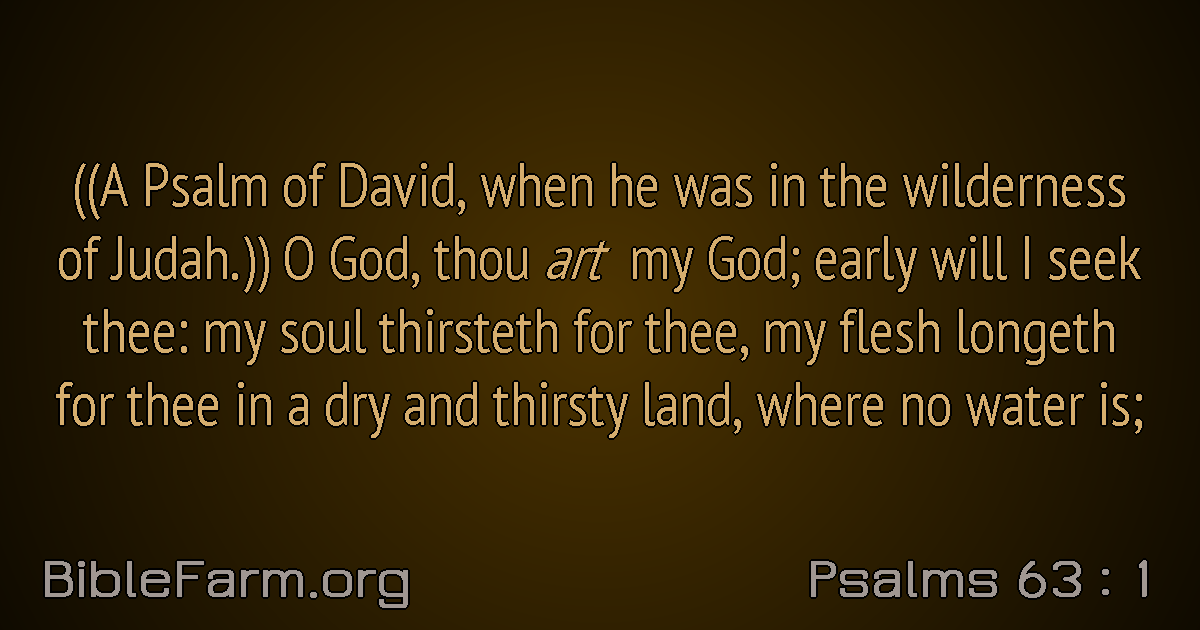 ((A Psalm of David, when he was in the wilderness
of Judah.)) O God, thou art my God; early will I seek
thee: my soul thirsteth for thee, my flesh longeth
for thee in a dry and thirsty land, where no water is;
BibleFarm.org
Psalms 63 : 1